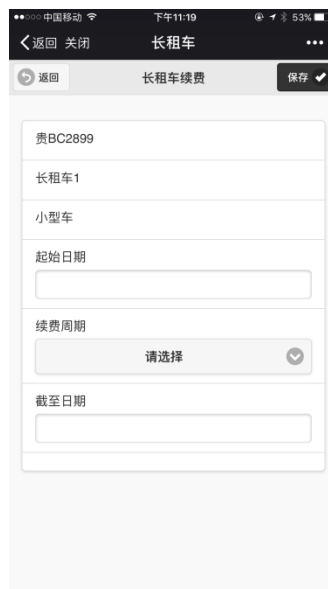 中国移动 下午11:19 53%
返回 关闭 长租车
返回 长租车续费 保存
贵BC2899
长租车1
小型车
起始日期
续费周期
请选择
截至日期